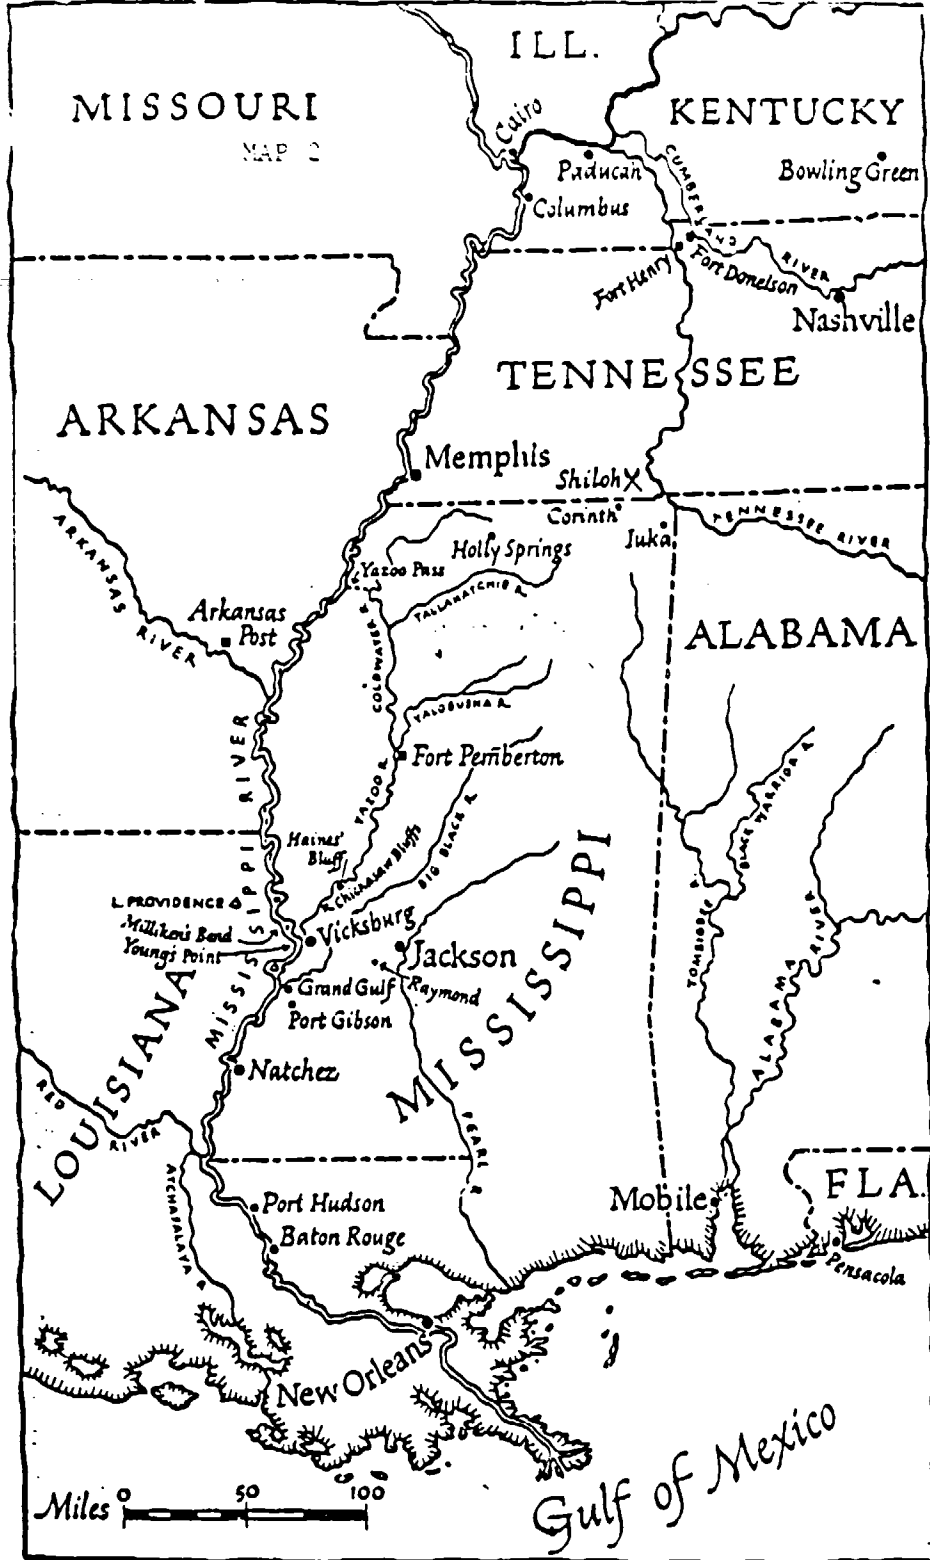 ILL.
MISSOURI
MAP 2
KENTUCKY
Cairo
Paducah
Bowling Green
Columbus
CUMBERLAND RIVER
Fort Henry
Fort Donelson
Nashville
TENNESSEE
ARKANSAS
Memphis
Shiloh
Corinth
Iuka
TENNESSEE RIVER
ARKANSAS RIVER
Holly Springs
Yazoo Pass
TALLAHATCHIE R.
Arkansas
Post
COLDWATER R.
ALABAMA
YALOBUSHA R.
MISSISSIPPI RIVER
Fort Pemberton
YAZOO R.
Haines'
Bluff
Chickasaw Bluffs
BIG BLACK R.
BLACK WARRIOR R.
L. PROVIDENCE
Milliken's Bend
Young's Point
Vicksburg
Jackson
Raymond
MISSISSIPPI
TOMBIGBEE R.
ALABAMA RIVER
Grand Gulf
Port Gibson
LOUISIANA
Natchez
RED RIVER
PEARL R.
ATCHAFALAYA R.
Port Hudson
Baton Rouge
Mobile
FLA.
Pensacola
New Orleans
Gulf of Mexico
Miles 0 50 100